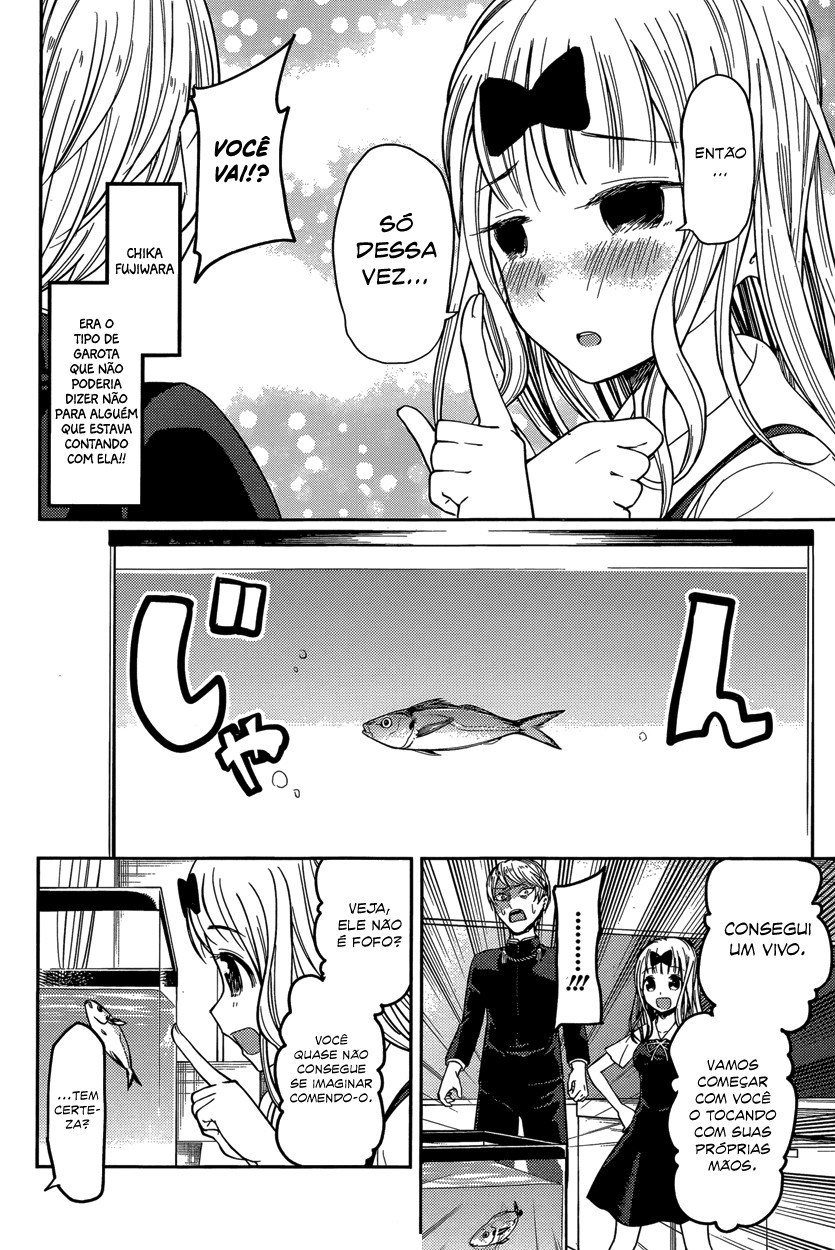 ENTÃO
...
SÓ
DESSA
VEZ...
VOCÊ
VAI!?
CHIKA
FUJIWARA
ERA O
TIPO DE
GAROTA
QUE NÃO
PODERIA
DIZER NÃO
PARA ALGUÉM
QUE ESTAVA
CONTANDO
COM ELA!!
じゃん
CONSEGUI
UM VIVO.
VAMOS
COMEÇAR
COM VOCÊ
O TOCANDO
COM SUAS
PRÓPRIAS
MÃOS.
........!!!!
VEJA,
ELE NÃO
É FOFO?
VOCÊ
QUASE NÃO
CONSEGUE
SE IMAGINAR
COMENDO-O.
...TEM
CERTE-
ZA?